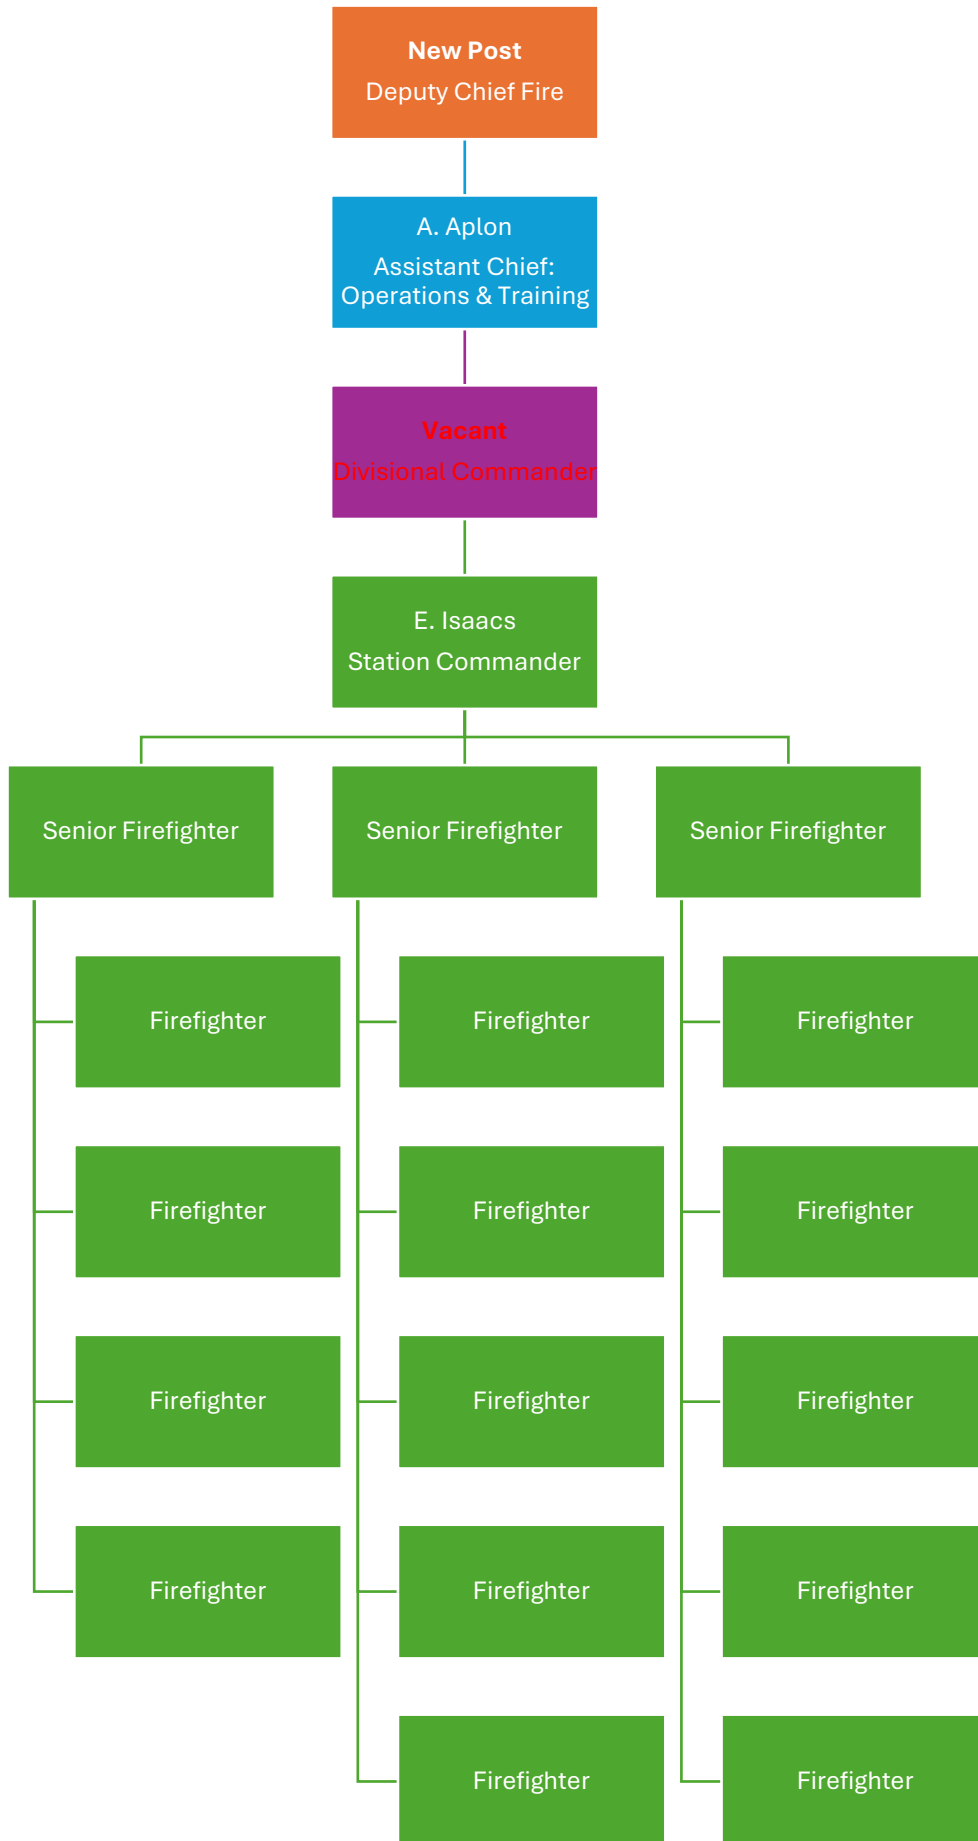 New Post
Deputy Chief Fire
A. Aplon
Assistant Chief:
Operations & Training
Vacant
Divisional Commander
E. Isaacs
Station Commander
Senior Firefighter
Senior Firefighter
Senior Firefighter
Firefighter
Firefighter
Firefighter
Firefighter
Firefighter
Firefighter
Firefighter
Firefighter
Firefighter
Firefighter
Firefighter
Firefighter
Firefighter
Firefighter